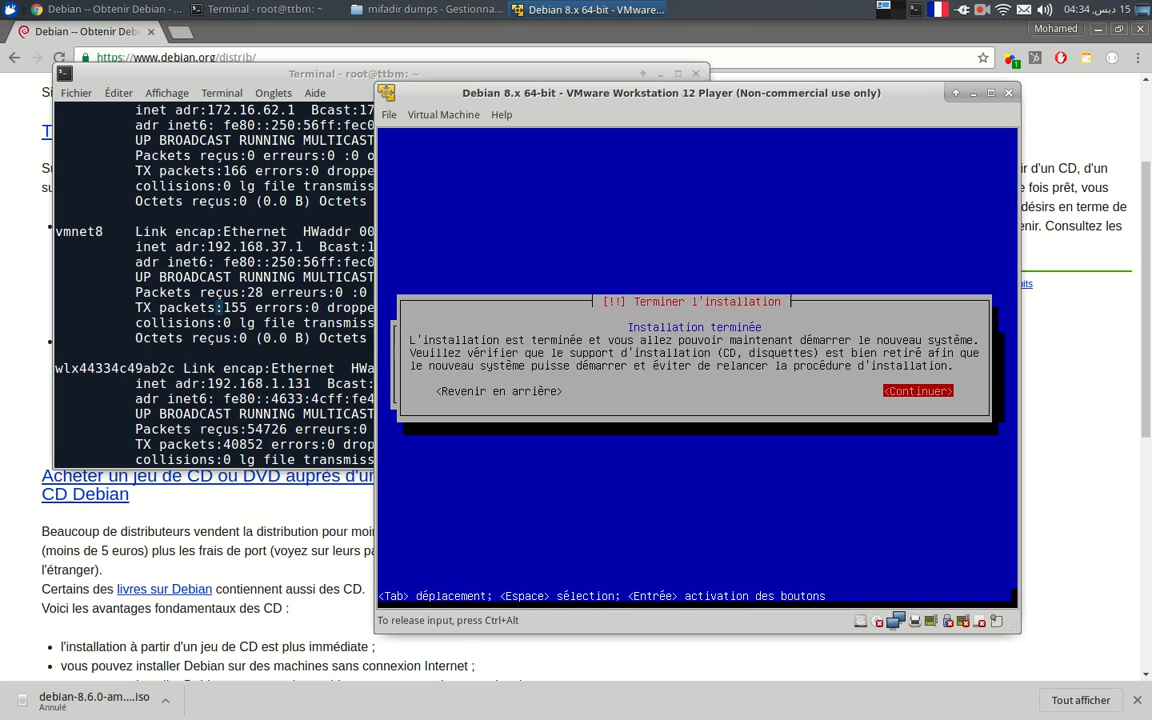 Debian -- Obtenir Debian - ...
Terminal - root@ttbm: ~
mifadir dumps - Gestionna...
Debian 8.x 64-bit - VMware...
04:34 ,ديس 15
Debian -- Obtenir Deb
Mohamed
https://www.debian.org/distrib/
Terminal - root@ttbm: ~
Fichier Éditer Affichage Terminal Onglets Aide
inet adr:172.16.62.1 Bcast:17
adr inet6: fe80::250:56ff:fec0
UP BROADCAST RUNNING MULTICAST
Packets reçus:0 erreurs:0 :0 o
TX packets:166 errors:0 droppe
collisions:0 lg file transmiss
Octets reçus:0 (0.0 B) Octets
vmnet8 Link encap:Ethernet HWaddr 00
inet adr:192.168.37.1 Bcast:1
adr inet6: fe80::250:56ff:fec0
UP BROADCAST RUNNING MULTICAST
Packets reçus:28 erreurs:0 :0
TX packets:155 errors:0 droppe
collisions:0 lg file transmiss
Octets reçus:0 (0.0 B) Octets
wlx44334c49ab2c Link encap:Ethernet HWa
inet adr:192.168.1.131 Bcast:
adr inet6: fe80::4633:4cff:fe4
UP BROADCAST RUNNING MULTICAST
Packets reçus:54726 erreurs:0
TX packets:40852 errors:0 drop
collisions:0 lg file transmiss
Debian 8.x 64-bit - VMware Workstation 12 Player (Non-commercial use only)
File Virtual Machine Help
[!!] Terminer l'installation
Installation terminée
L'installation est terminée et vous allez pouvoir maintenant démarrer le nouveau système.
Veuillez vérifier que le support d'installation (CD, disquettes) est bien retiré afin que
le nouveau système puisse démarrer et éviter de relancer la procédure d'installation.
<Revenir en arrière>
<Continuer>
<Tab> déplacement; <Espace> sélection; <Entrée> activation des boutons
To release input, press Ctrl+Alt
Si
T
Su
su
ir d'un CD, d'un
e fois prêt, vous
désirs en terme de
enir. Consultez les
bits
Acheter un jeu de CD ou DVD auprès d'un
CD Debian
Beaucoup de distributeurs vendent la distribution pour moi
(moins de 5 euros) plus les frais de port (voyez sur leurs pa
l'étranger).
Certains des livres sur Debian contiennent aussi des CD.
Voici les avantages fondamentaux des CD :
l'installation à partir d'un jeu de CD est plus immédiate ;
vous pouvez installer Debian sur des machines sans connexion Internet ;
debian-8.6.0-am....iso
Annulé
Tout afficher